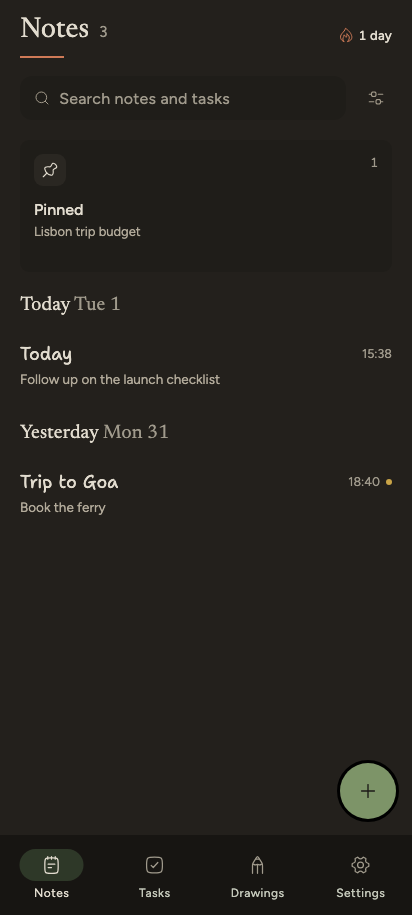 Notes 3
1 day
Search notes and tasks
1
Pinned
Lisbon trip budget
Today Tue 1
Today 15:38
Follow up on the launch checklist
Yesterday Mon 31
Trip to Goa 18:40
Book the ferry
Notes Tasks Drawings Settings